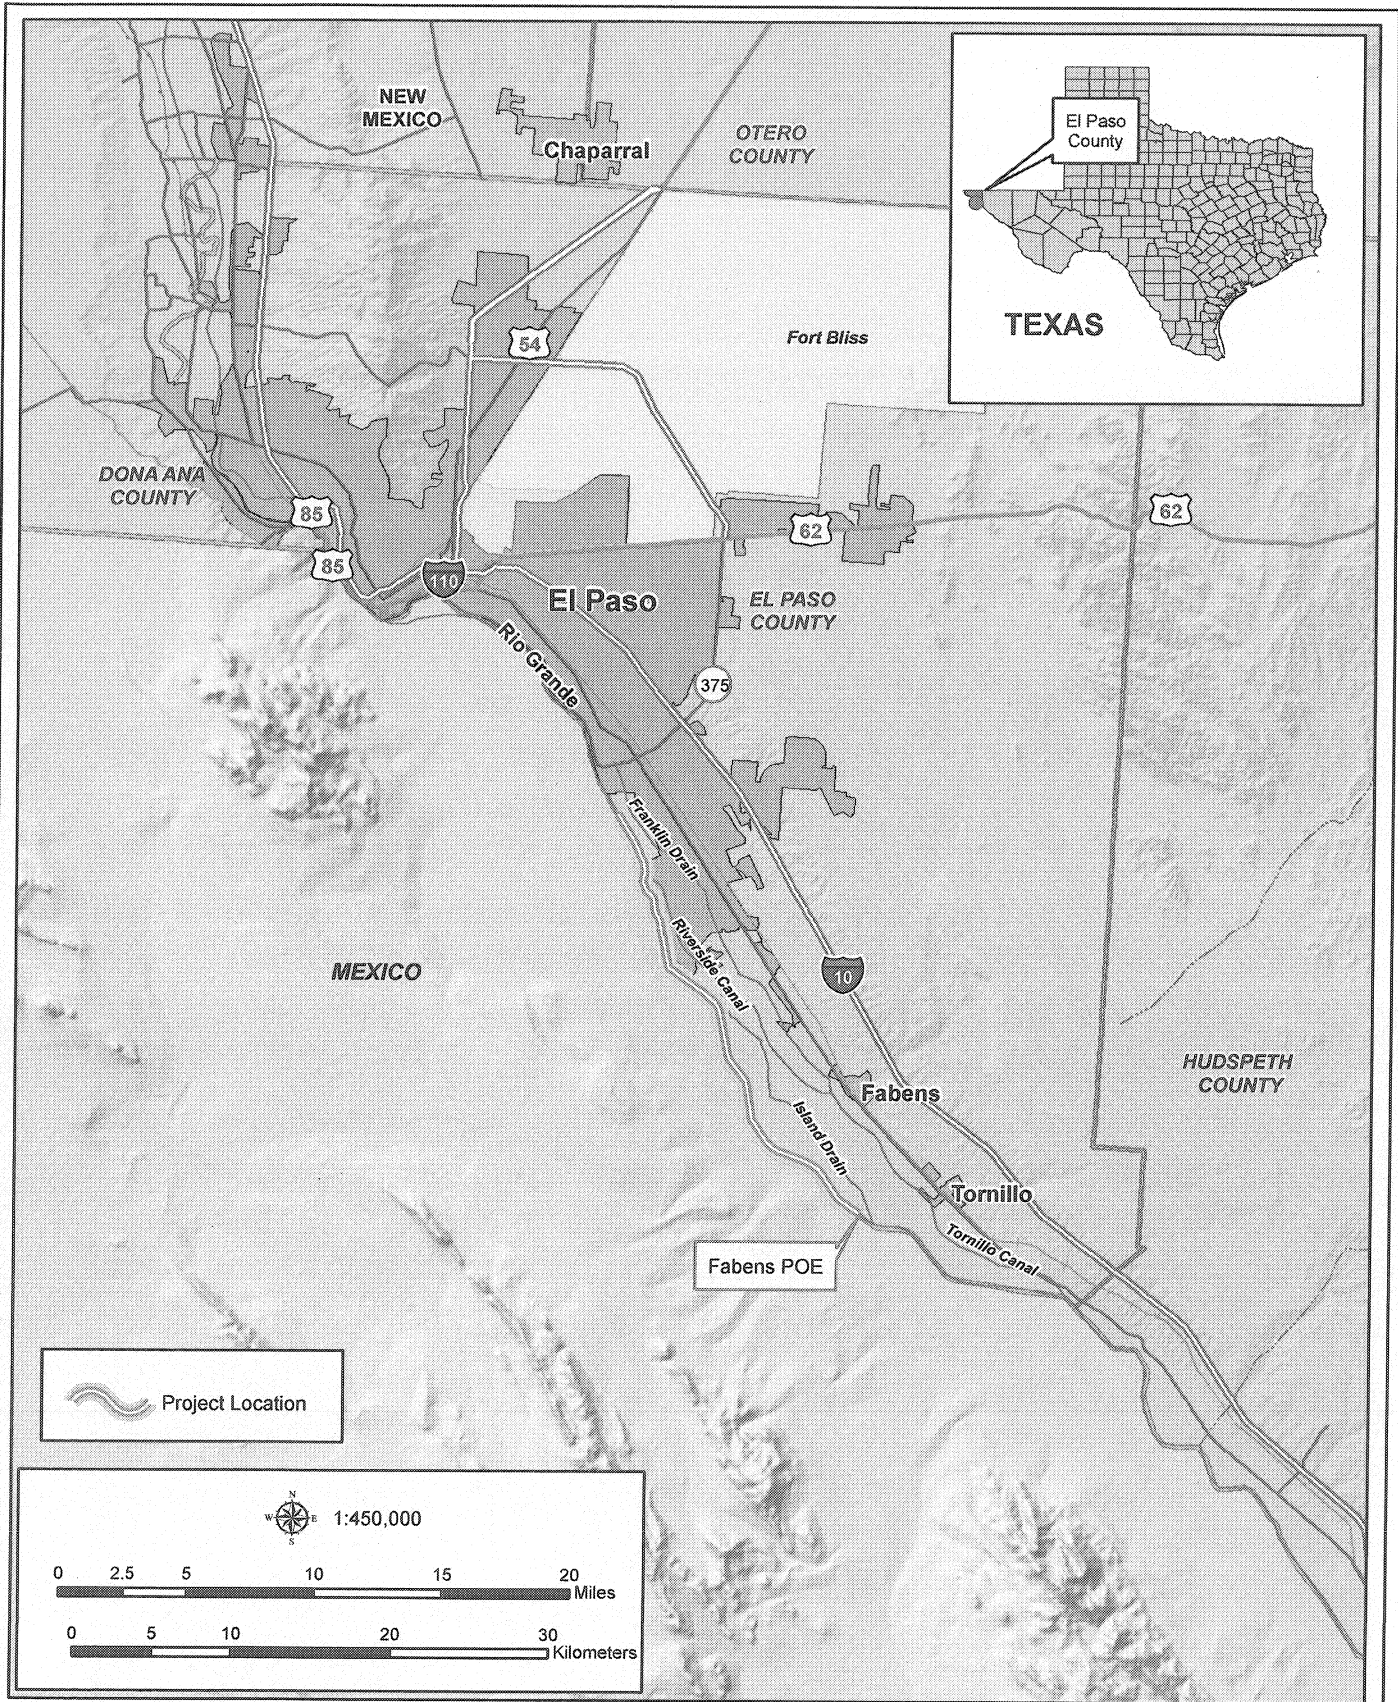 NEW
MEXICO
Chaparral
OTERO
COUNTY
El Paso
County
TEXAS
54
Fort Bliss
DONA ANA
COUNTY
85
62
62
85
110
El Paso
EL PASO
COUNTY
Rio Grande
375
Franklin Drain
Riverside Canal
MEXICO
10
HUDSPETH
COUNTY
Fabens
Island Drain
Tornillo
Tornillo Canal
Fabens POE
Project Location
N
W E
S
1:450,000
0 2.5 5 10 15 20
Miles
0 5 10 20 30
Kilometers